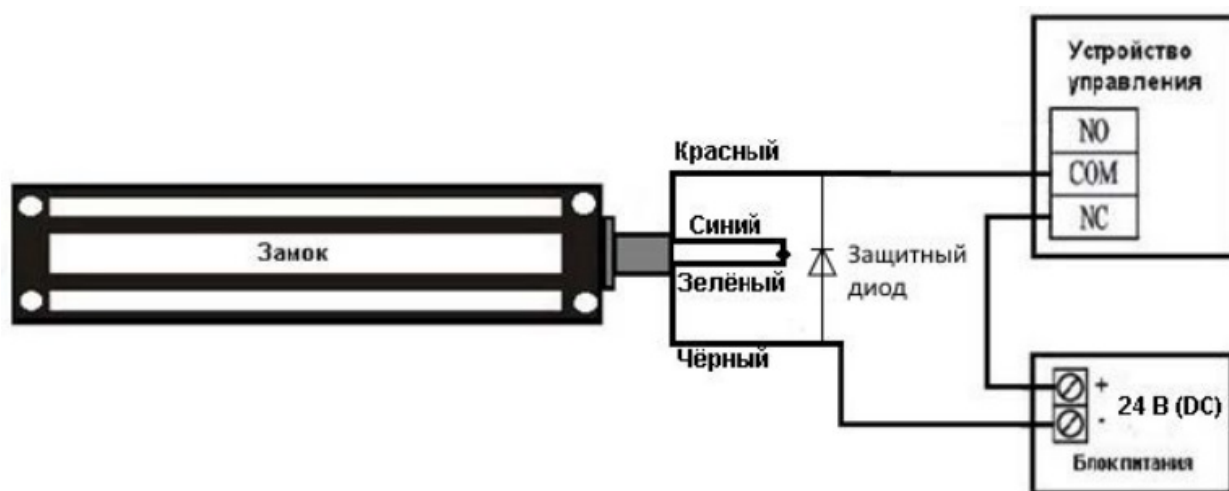 Устройство
управления
NO
COM
NC
Красный
Синий
Замок
Зелёный
Защитный
диод
Чёрный
+
24 В (DC)
-
Блок питания